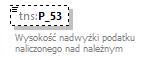 tns:P_53
Wysokość nadwyżki podatku
naliczonego nad należnym